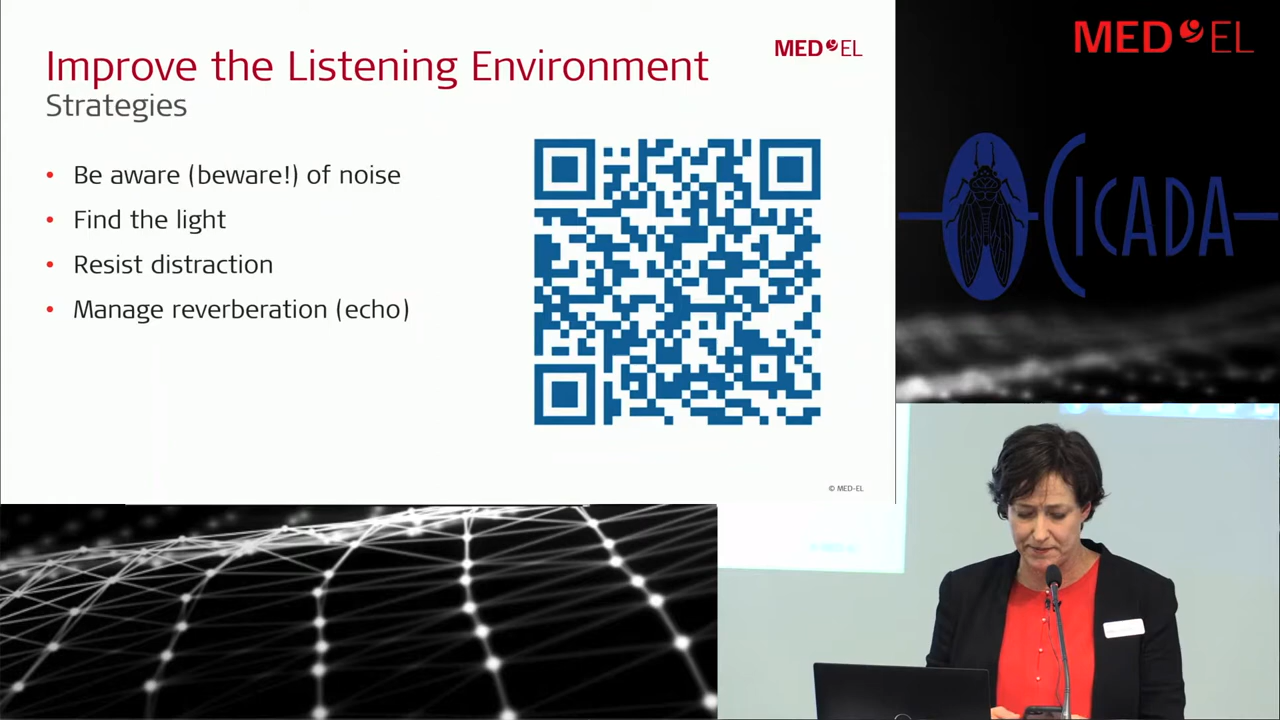 Improve the Listening Environment
Strategies
MED EL
• Be aware (beware!) of noise
• Find the light
• Resist distraction
• Manage reverberation (echo)
© MED-EL
MED EL
CICADA